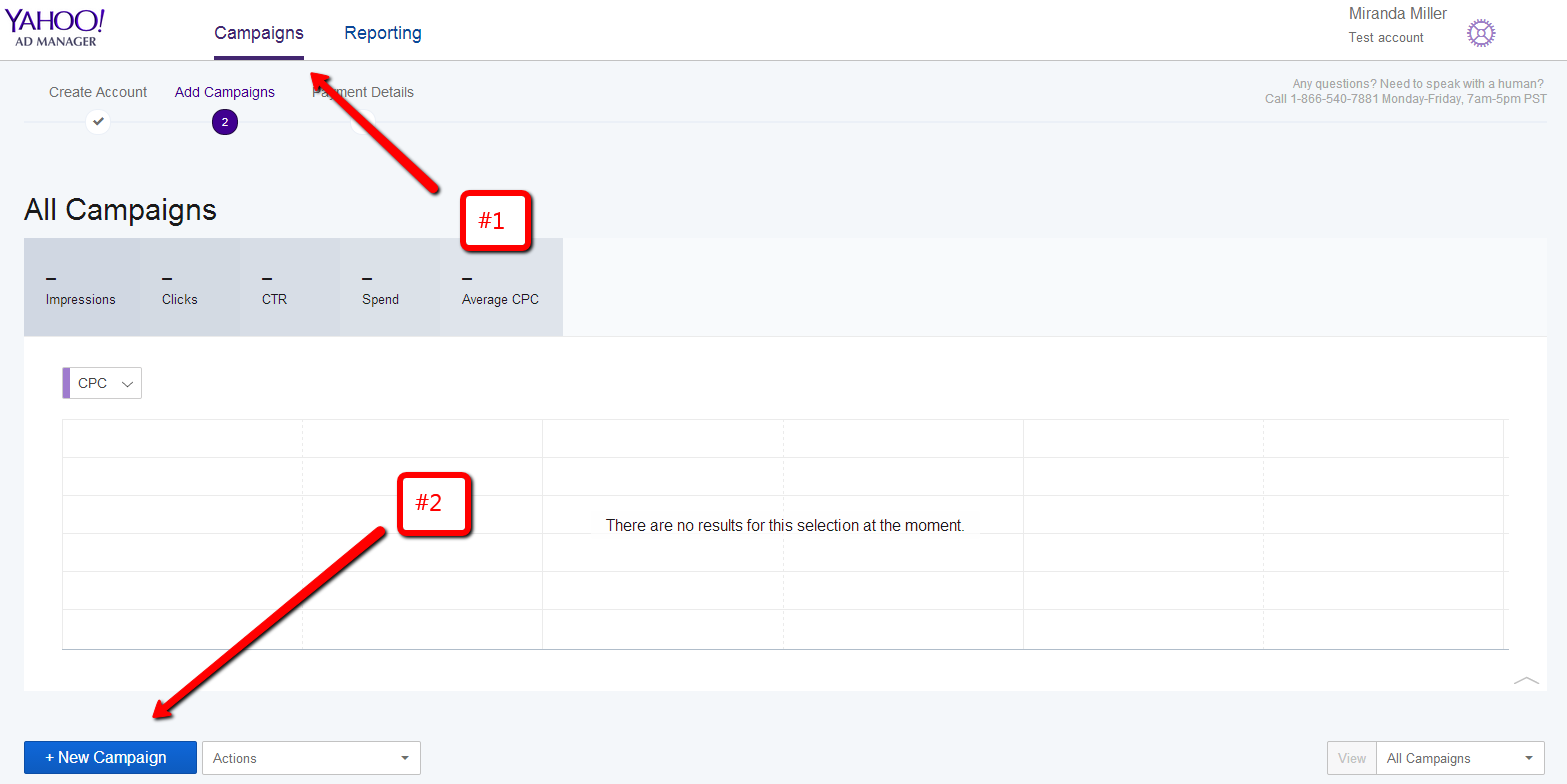 YAHOO!
AD MANAGER
Campaigns
Reporting
Miranda Miller
Test account
Create Account
Add Campaigns
Payment Details
2
Any questions? Need to speak with a human?
Call 1-866-540-7881 Monday-Friday, 7am-5pm PST
#1
All Campaigns
– – – – –
Impressions Clicks CTR Spend Average CPC
CPC
#2
There are no results for this selection at the moment.
+ New Campaign
Actions
View
All Campaigns